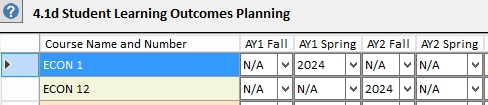 ? 4.1d Student Learning Outcomes Planning
Course Name and Number AY1 Fall AY1 Spring AY2 Fall AY2 Spring
ECON 1 N/A 2024 N/A N/A
ECON 12 N/A N/A 2024 N/A